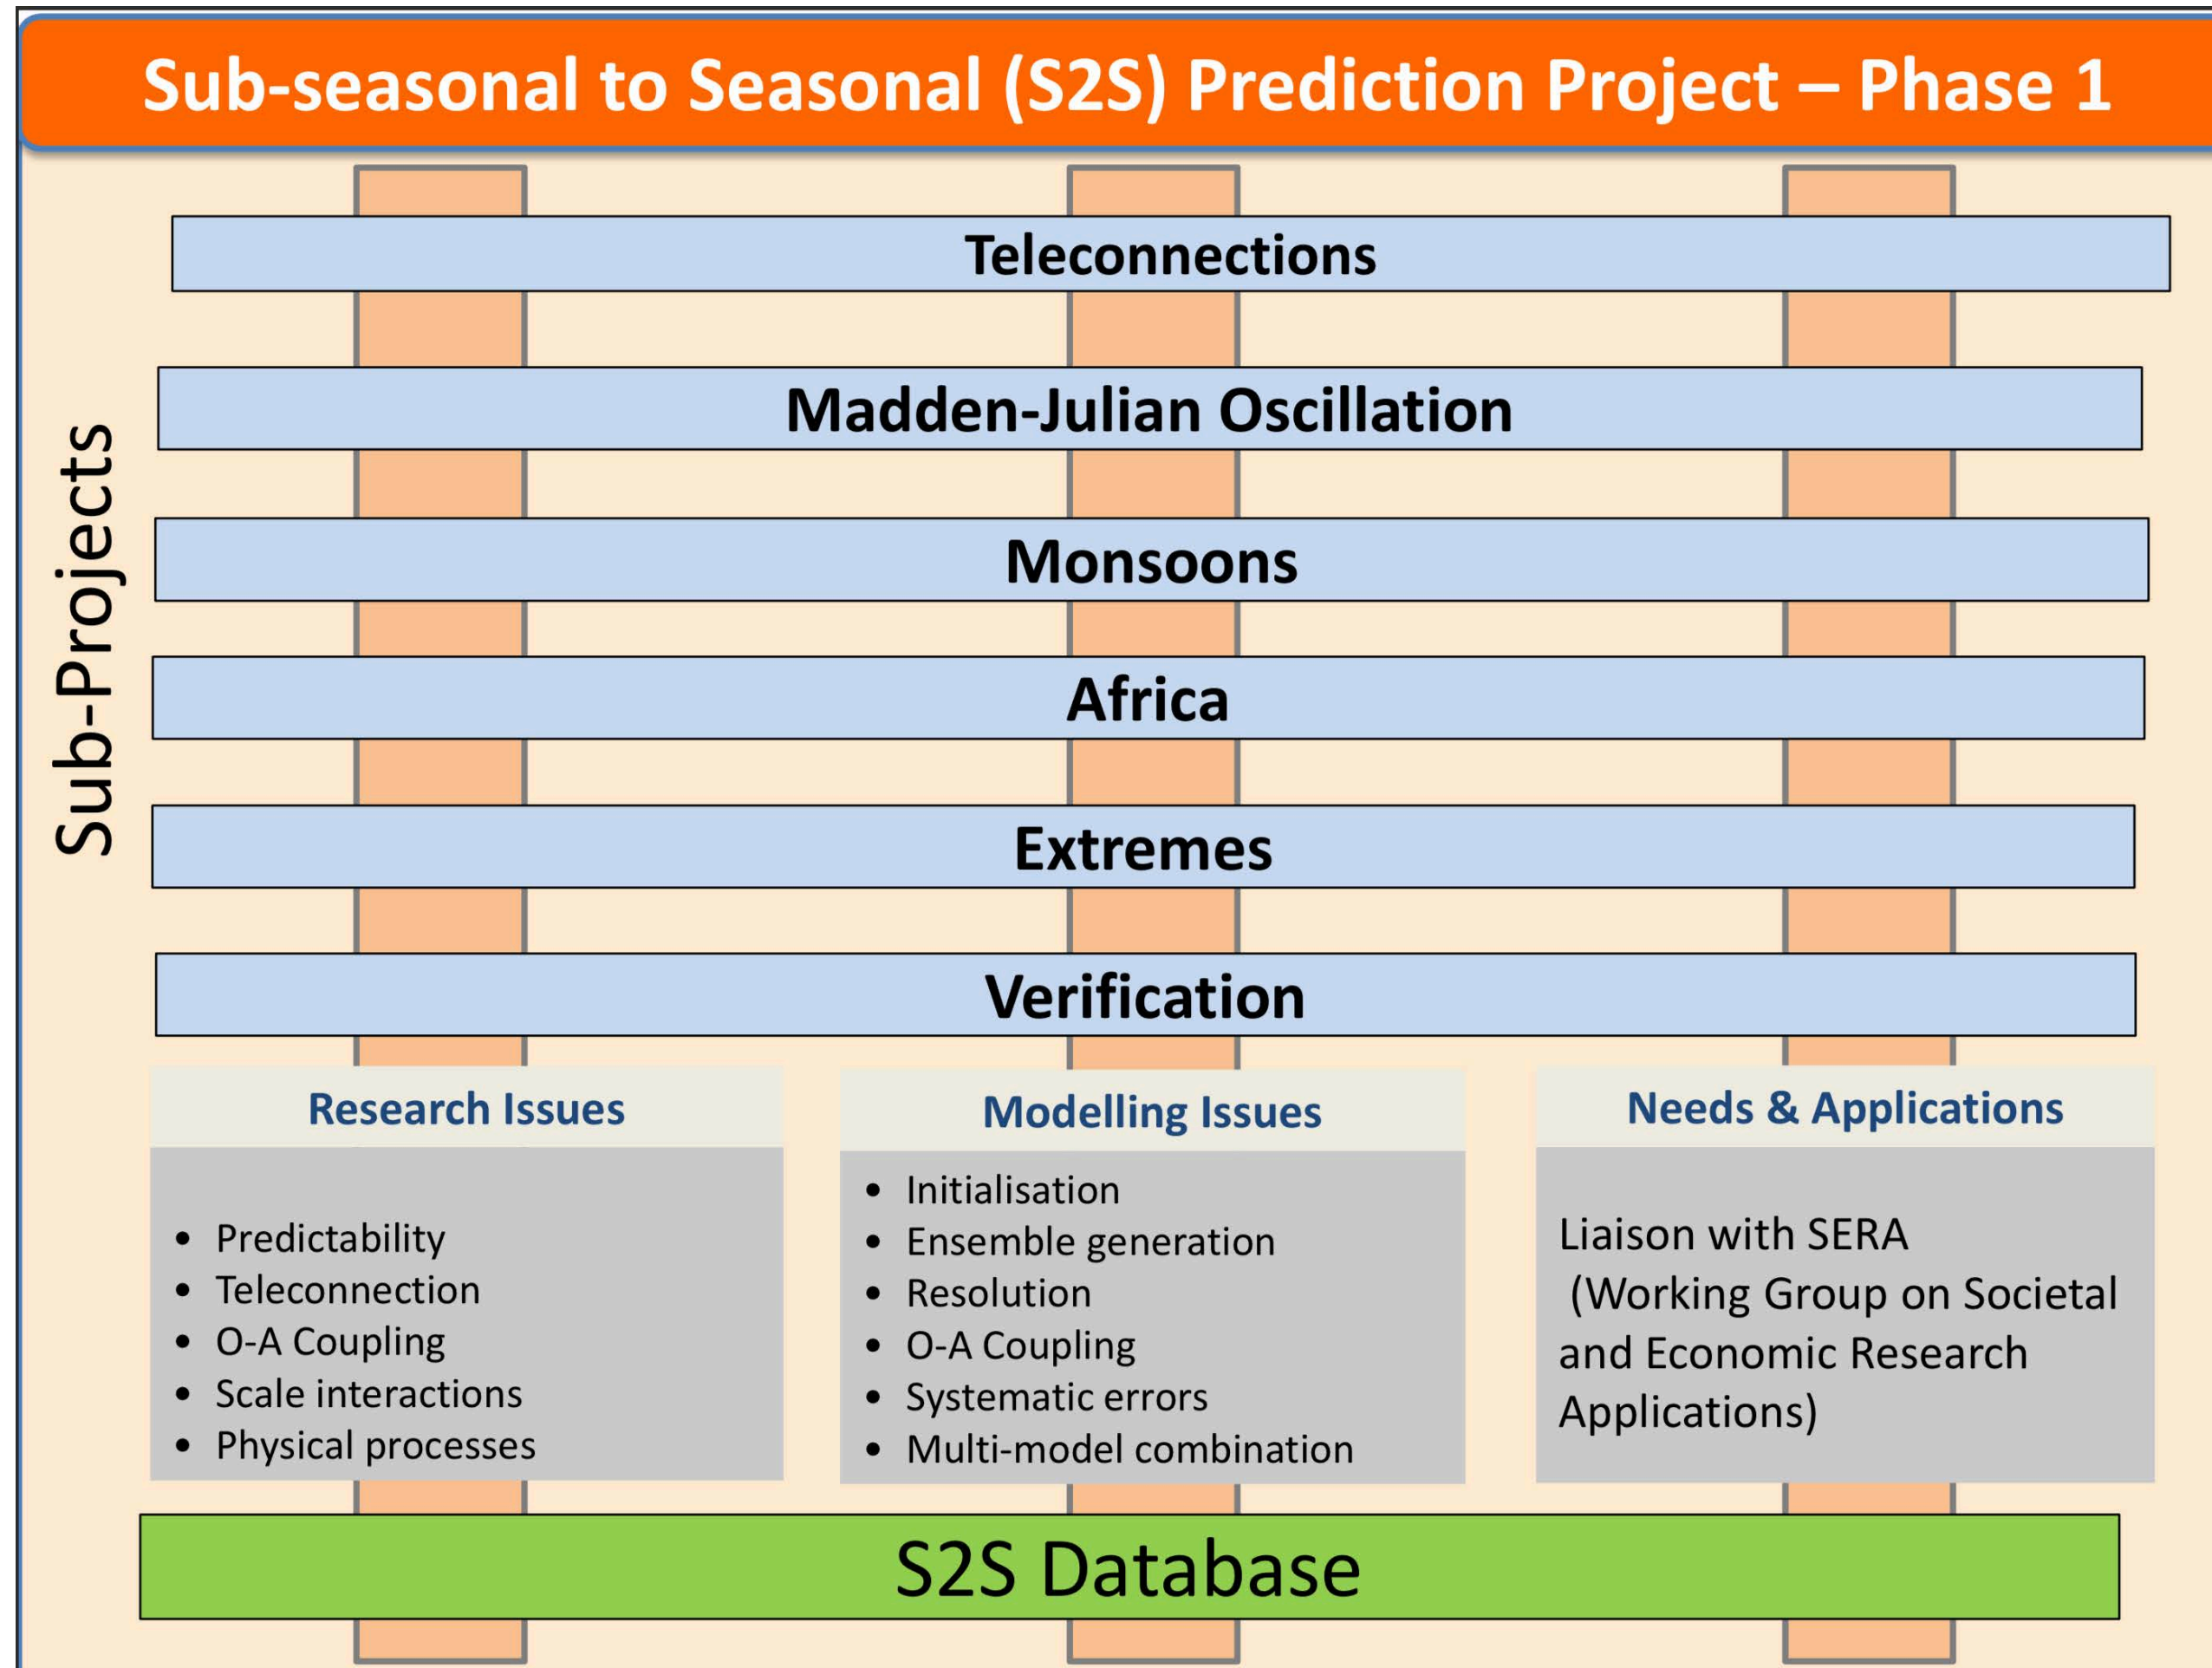 Sub-seasonal to Seasonal (S2S) Prediction Project – Phase 1
Sub-Projects
Teleconnections
Madden-Julian Oscillation
Monsoons
Africa
Extremes
Verification
Research Issues
• Predictability
• Teleconnection
• O-A Coupling
• Scale interactions
• Physical processes
Modelling Issues
• Initialisation
• Ensemble generation
• Resolution
• O-A Coupling
• Systematic errors
• Multi-model combination
Needs & Applications
Liaison with SERA
(Working Group on Societal
and Economic Research
Applications)
S2S Database